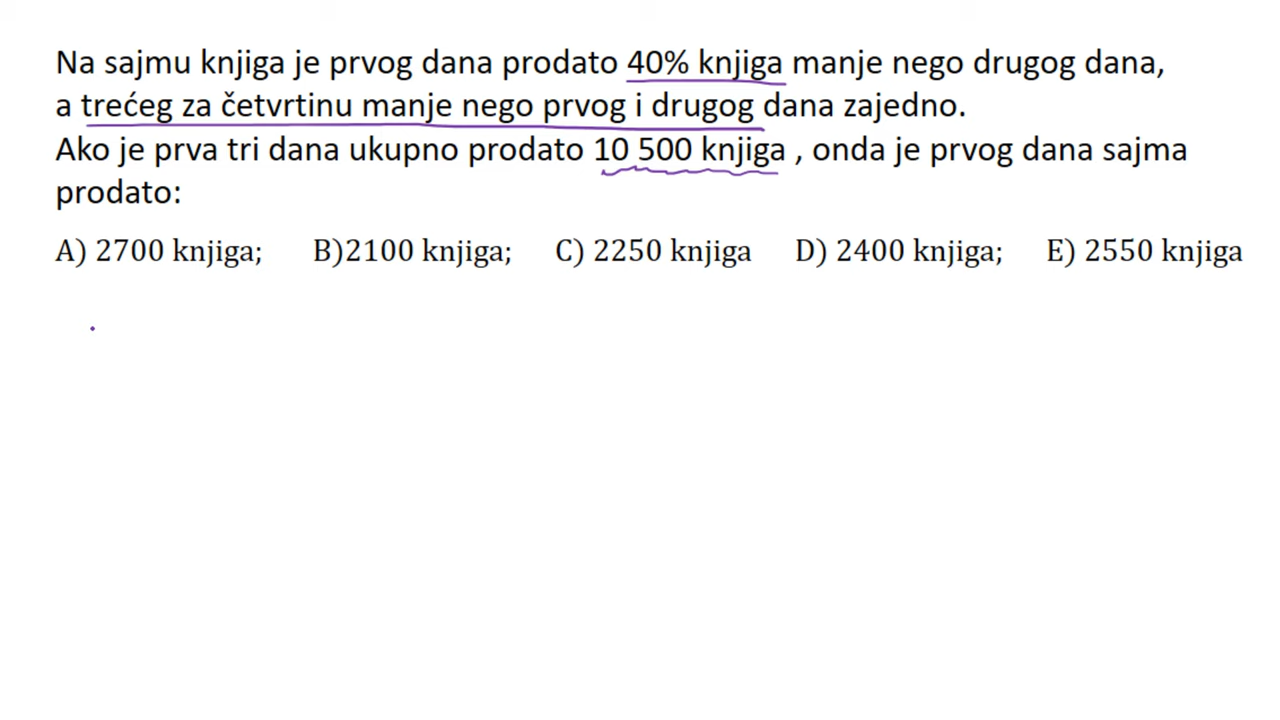 Na sajmu knjiga je prvog dana prodato 40% knjiga manje nego drugog dana,
a trećeg za četvrtinu manje nego prvog i drugog dana zajedno.
Ako je prva tri dana ukupno prodato 10 500 knjiga , onda je prvog dana sajma
prodato:
A) 2700 knjiga; B)2100 knjiga; C) 2250 knjiga D) 2400 knjiga; E) 2550 knjiga